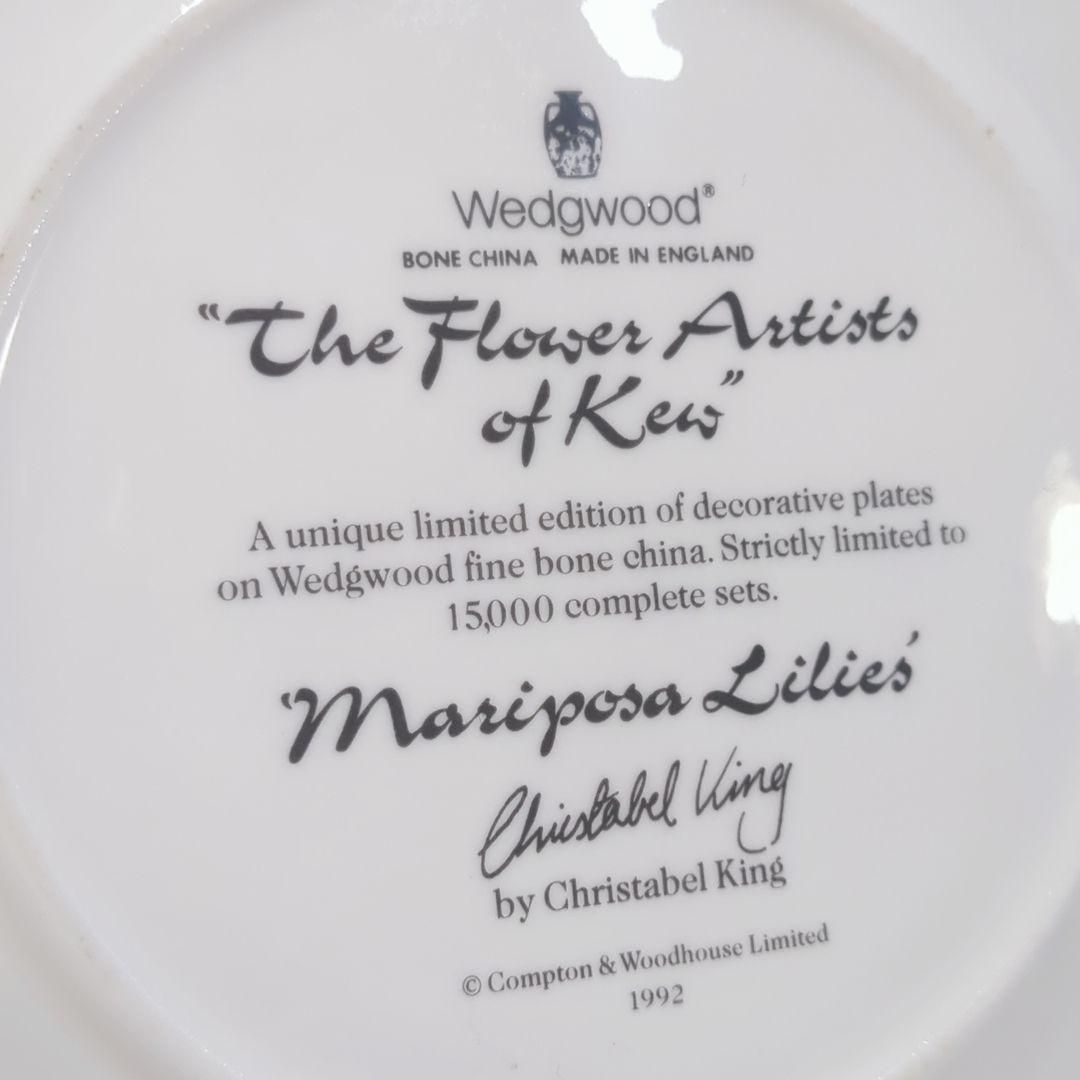 Wedgwood®
BONE CHINA MADE IN ENGLAND
“The Flower Artists
of Kew”
A unique limited edition of decorative plates
on Wedgwood fine bone china. Strictly limited to
15,000 complete sets.
‘Mariposa Lilies’
Christabel King
by Christabel King
© Compton & Woodhouse Limited
1992